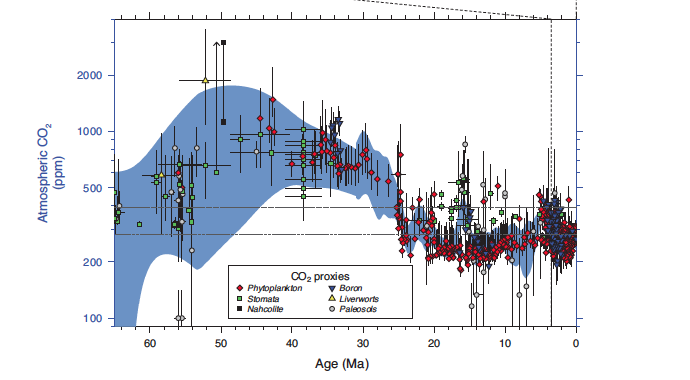 2000
1000
500
200
100
Atmospheric CO2
(ppm)
CO2 proxies
Phytoplankton
Boron
Stomata
Liverworts
Nahcolite
Paleosols
60
50
40
30
20
10
0
Age (Ma)